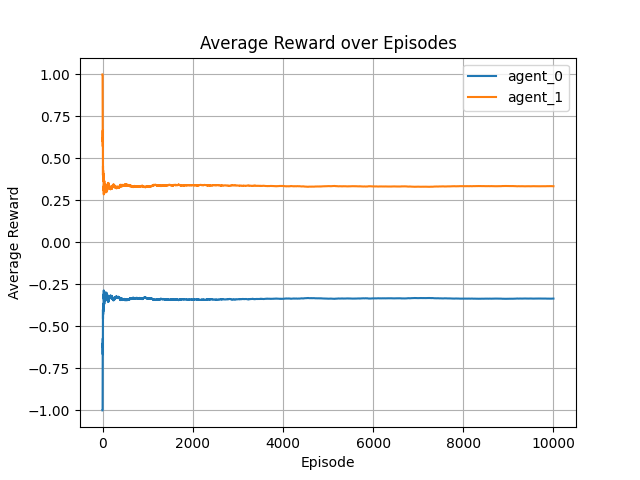 Average Reward over Episodes
agent_0
agent_1
1.00
0.75
0.50
0.25
0.00
−0.25
−0.50
−0.75
−1.00
Average Reward
0 2000 4000 6000 8000 10000
Episode